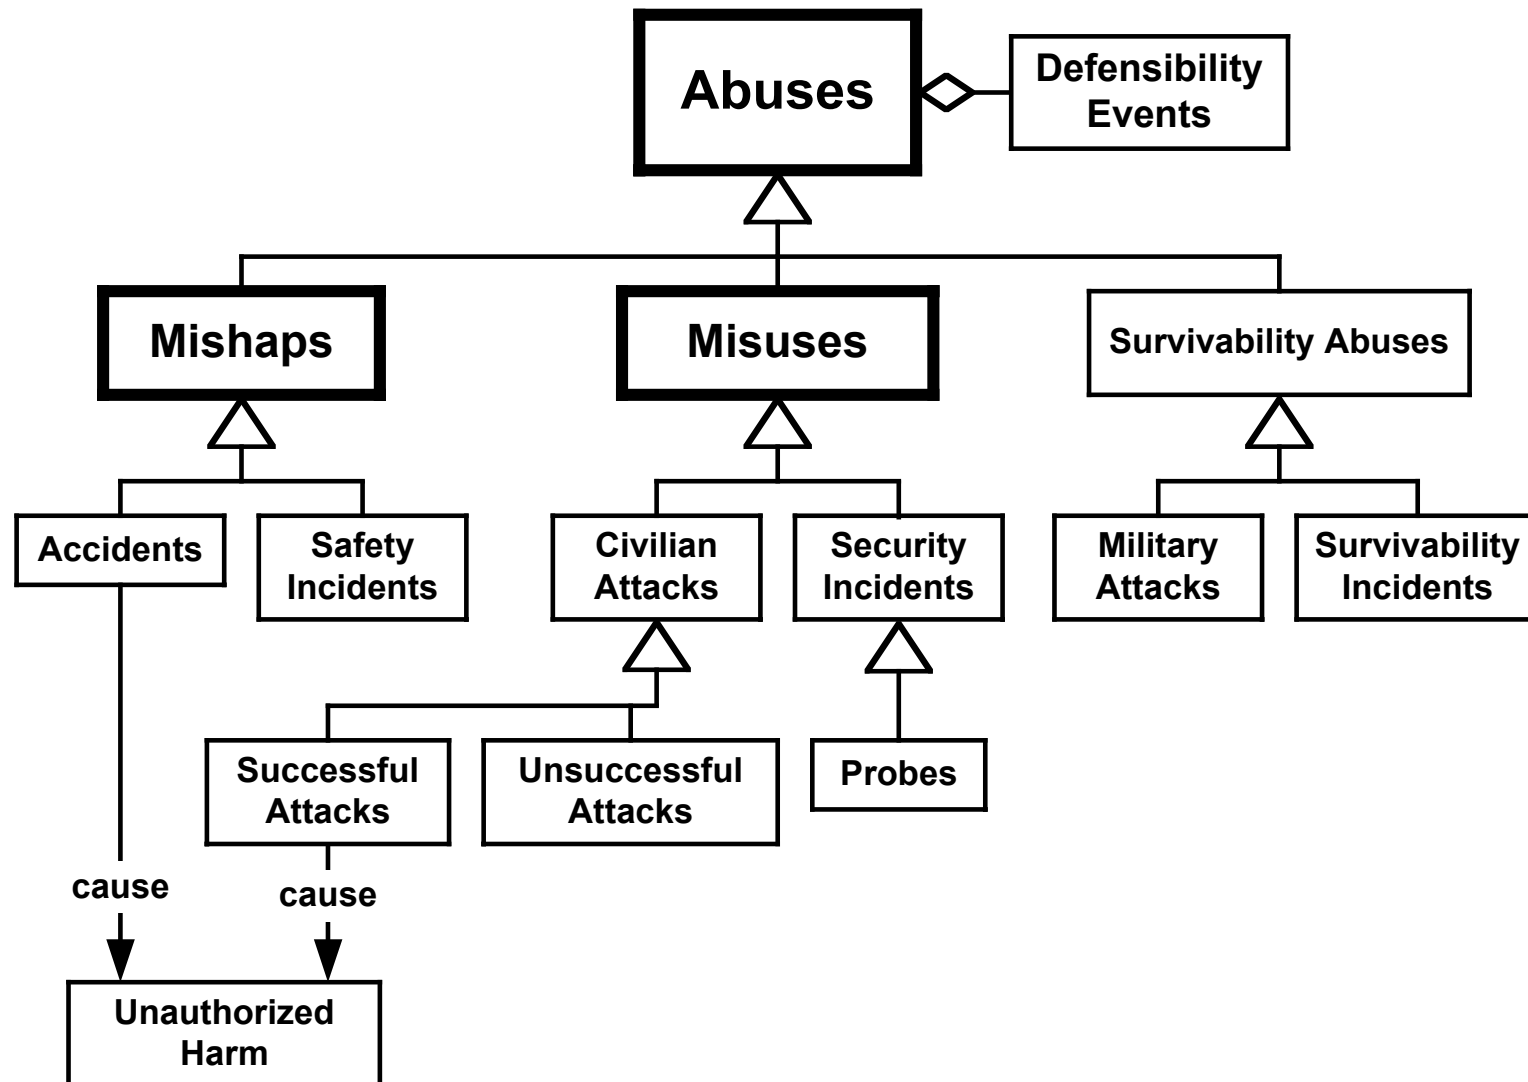 Abuses
Defensibility
Events
Mishaps
Misuses
Survivability Abuses
Accidents
Safety
Incidents
Civilian
Attacks
Security
Incidents
Military
Attacks
Survivability
Incidents
Successful
Attacks
Unsuccessful
Attacks
Probes
cause
cause
Unauthorized
Harm